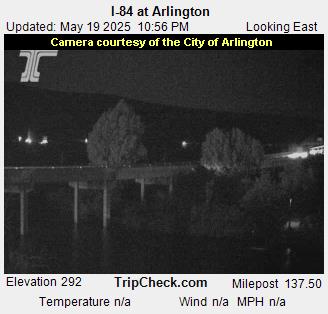 I-84 at Arlington
Updated: May 19 2025 10:56 PM Looking East
Camera courtesy of the City of Arlington
Elevation 292 TripCheck.com Milepost 137.50
Temperature n/a Wind n/a MPH n/a